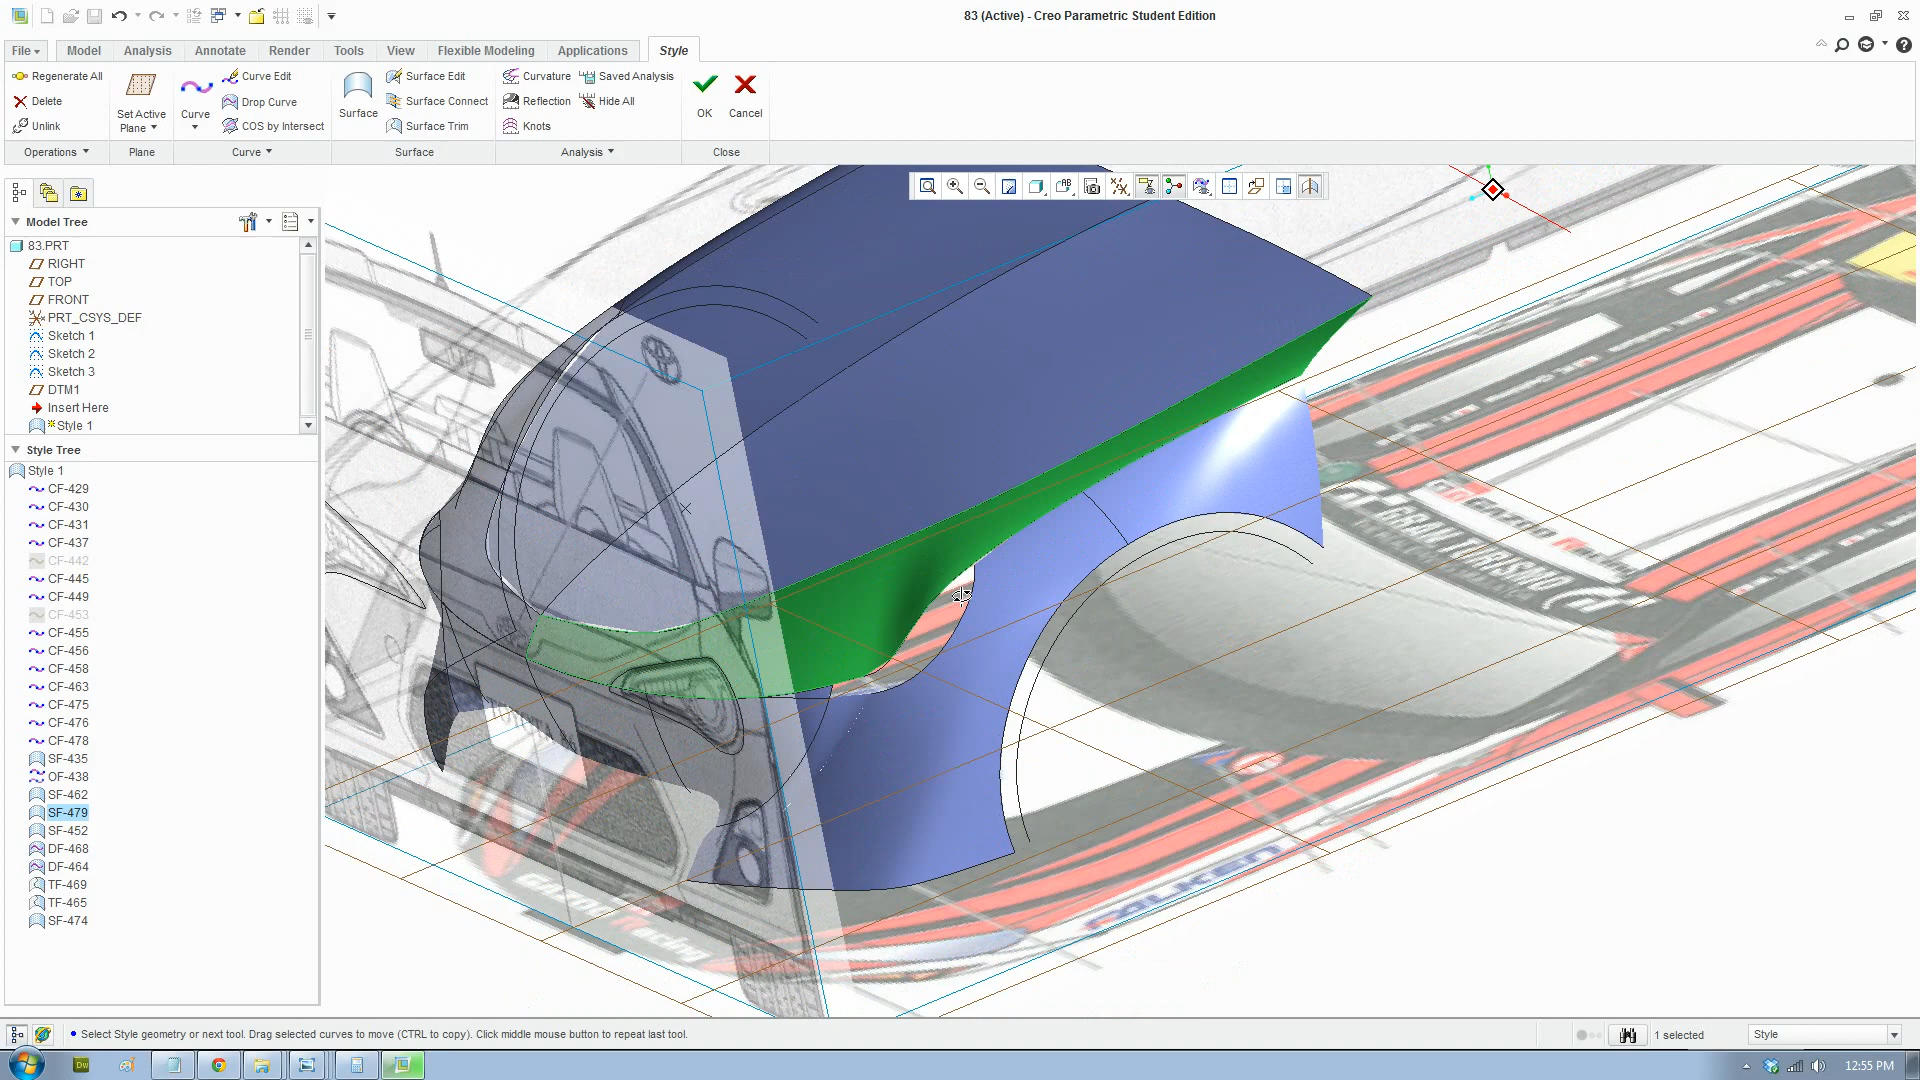 83 (Active) - Creo Parametric Student Edition
File Model Analysis Annotate Render Tools View Flexible Modeling Applications Style
Regenerate All
Delete
Unlink
Operations
Set Active
Plane
Plane
Curve
Curve Edit
Drop Curve
COS by Intersect
Curve
Surface
Surface Edit
Surface Connect
Surface Trim
Surface
Curvature
Reflection
Knots
Saved Analysis
Hide All
Analysis
OK
Cancel
Close
Model Tree
83.PRT
RIGHT
TOP
FRONT
PRT_CSYS_DEF
Sketch 1
Sketch 2
Sketch 3
DTM1
Insert Here
Style 1
Style Tree
Style 1
CF-429
CF-430
CF-431
CF-437
CF-442
CF-445
CF-449
CF-453
CF-455
CF-456
CF-458
CF-463
CF-475
CF-476
CF-478
SF-435
OF-438
SF-462
SF-479
SF-452
DF-468
DF-464
TF-469
TF-465
SF-474
TOYOTA
GRANTURISMO
FALKEN
Select Style geometry or next tool. Drag selected curves to move (CTRL to copy). Click middle mouse button to repeat last tool.
1 selected
Style
Dw
12:55 PM